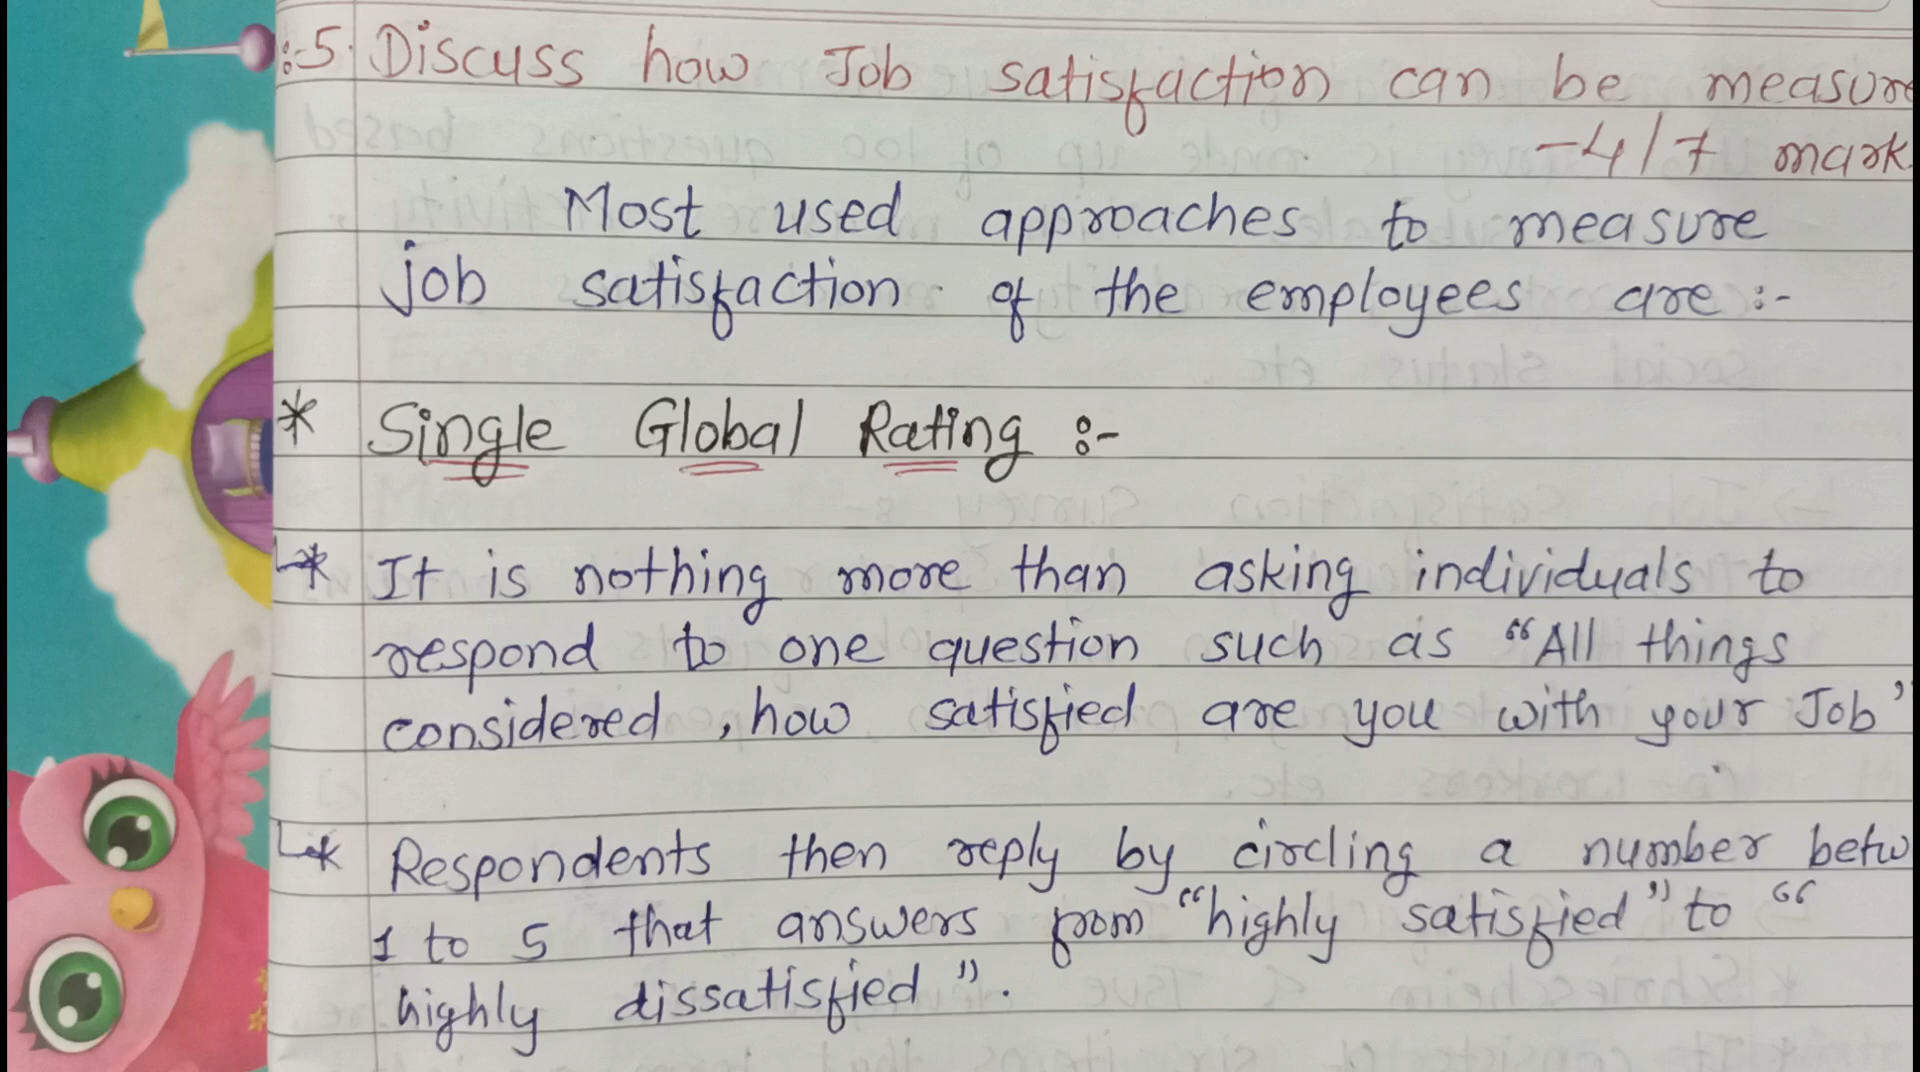 :-5. Discuss how Job satisfaction can be measure
-4/7 mark
Most used approaches to measure
job satisfaction of the employees are :-
* Single Global Rating :-
* It is nothing more than asking individuals to
respond to one question such as "All things
considered, how satisfied are you with your Job"
.
* Respondents then reply by circling a number betw
1 to 5 that answers from "highly satisfied" to "
highly dissatisfied".